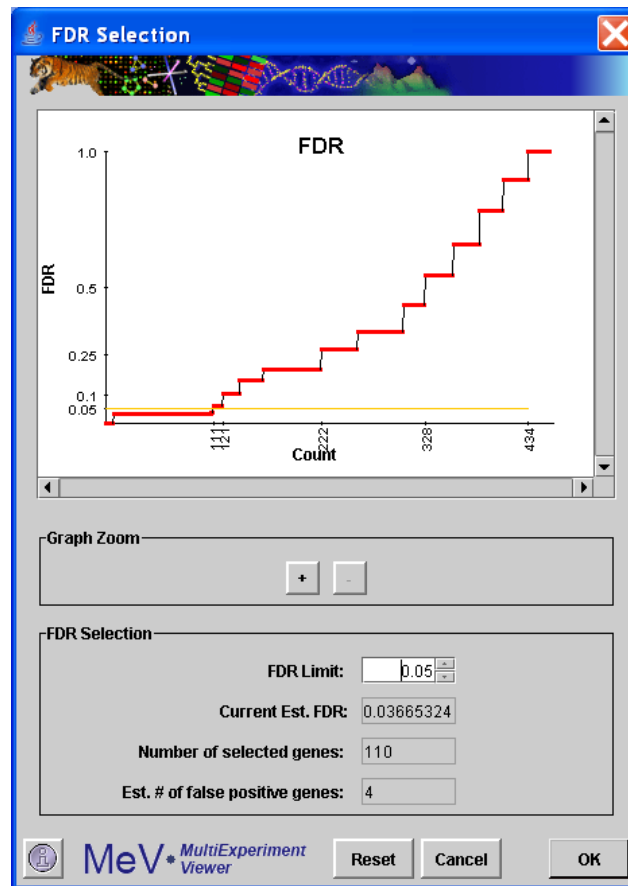 FDR Selection
FDR
1.0
0.5
0.25
0.1
0.05
FDR
111
121
222
328
434
Count
Graph Zoom
+
-
FDR Selection
FDR Limit: 0.05
Current Est. FDR: 0.03665324
Number of selected genes: 110
Est. # of false positive genes: 4
MeV MultiExperiment
Viewer
Reset Cancel OK